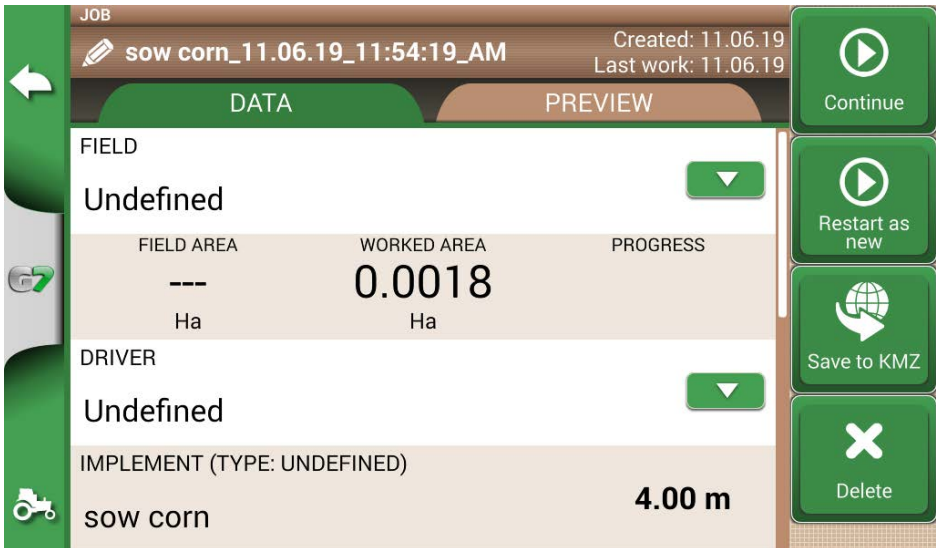 JOB
sow corn_11.06.19_11:54:19_AM
Created: 11.06.19
Last work: 11.06.19
DATA
PREVIEW
FIELD
Undefined
FIELD AREA
WORKED AREA
PROGRESS
---
0.0018
Ha
Ha
DRIVER
Undefined
IMPLEMENT (TYPE: UNDEFINED)
sow corn
4.00 m
G7
Continue
Restart as
new
Save to KMZ
Delete